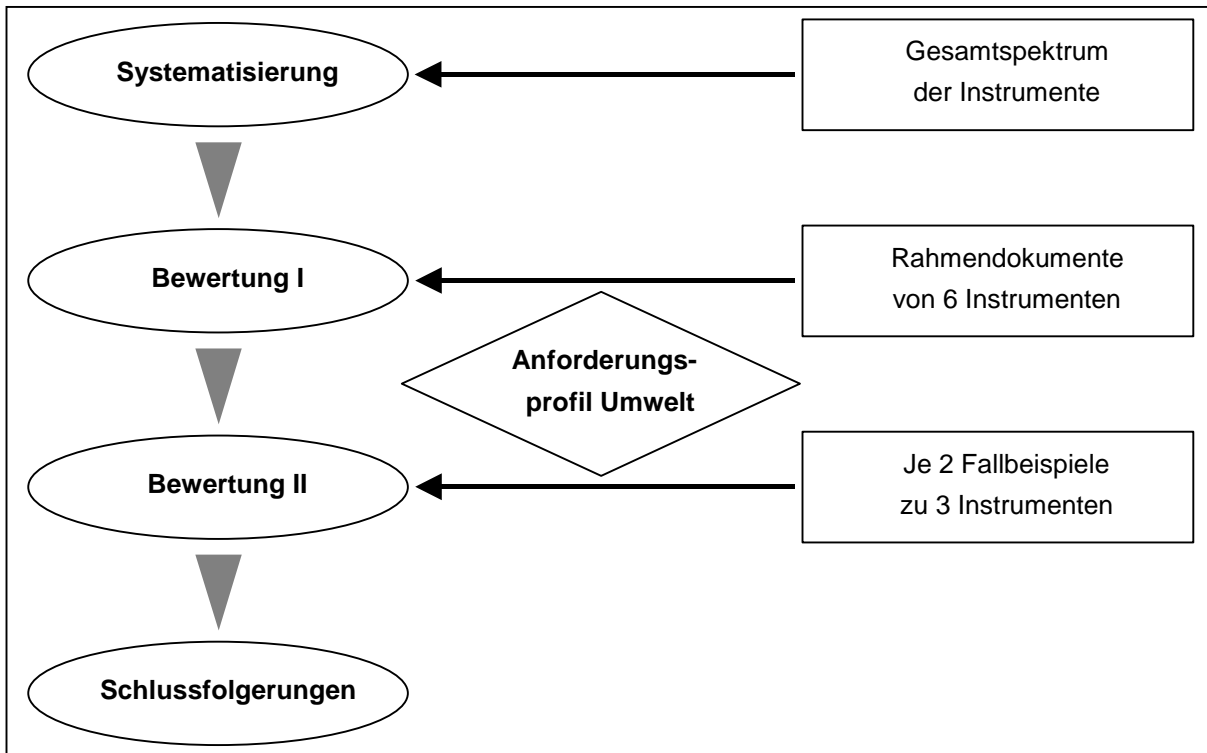 Systematisierung
Gesamtspektrum
der Instrumente
Bewertung I
Rahmendokumente
von 6 Instrumenten
Anforderungs-
profil Umwelt
Bewertung II
Je 2 Fallbeispiele
zu 3 Instrumenten
Schlussfolgerungen